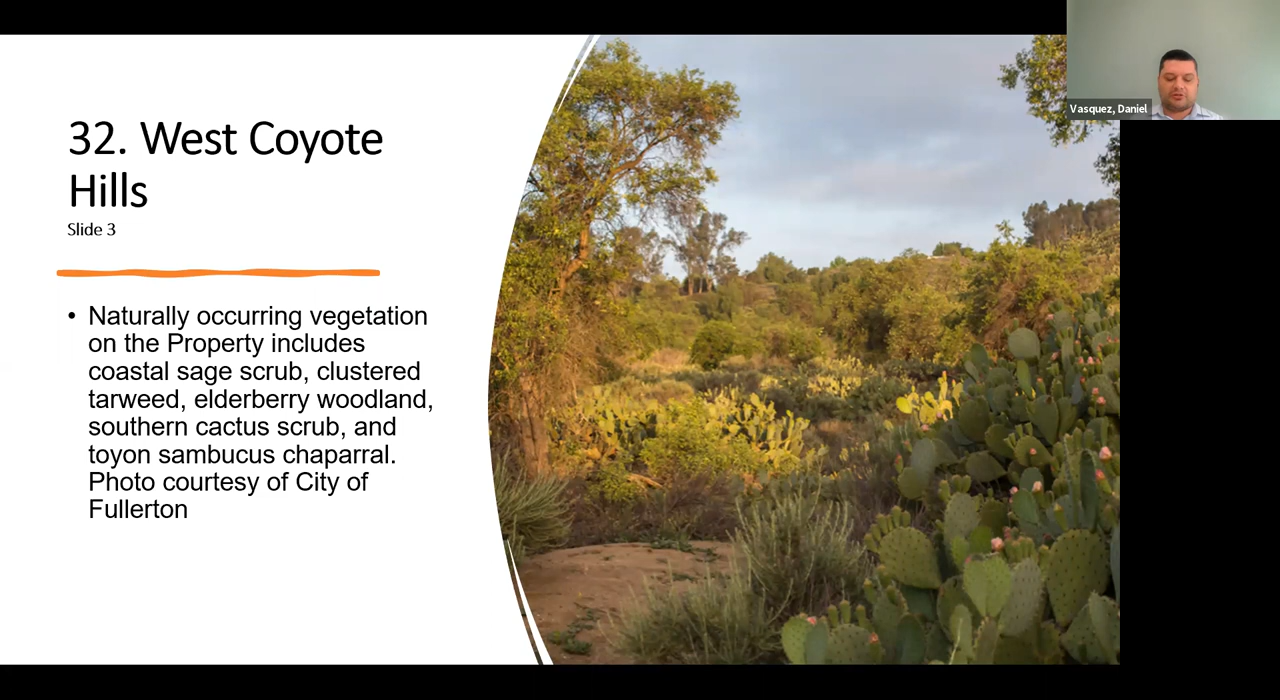 32. West Coyote
Hills
Slide 3
• Naturally occurring vegetation
on the Property includes
coastal sage scrub, clustered
tarweed, elderberry woodland,
southern cactus scrub, and
toyon sambucus chaparral.
Photo courtesy of City of
Fullerton
Vasquez, Daniel